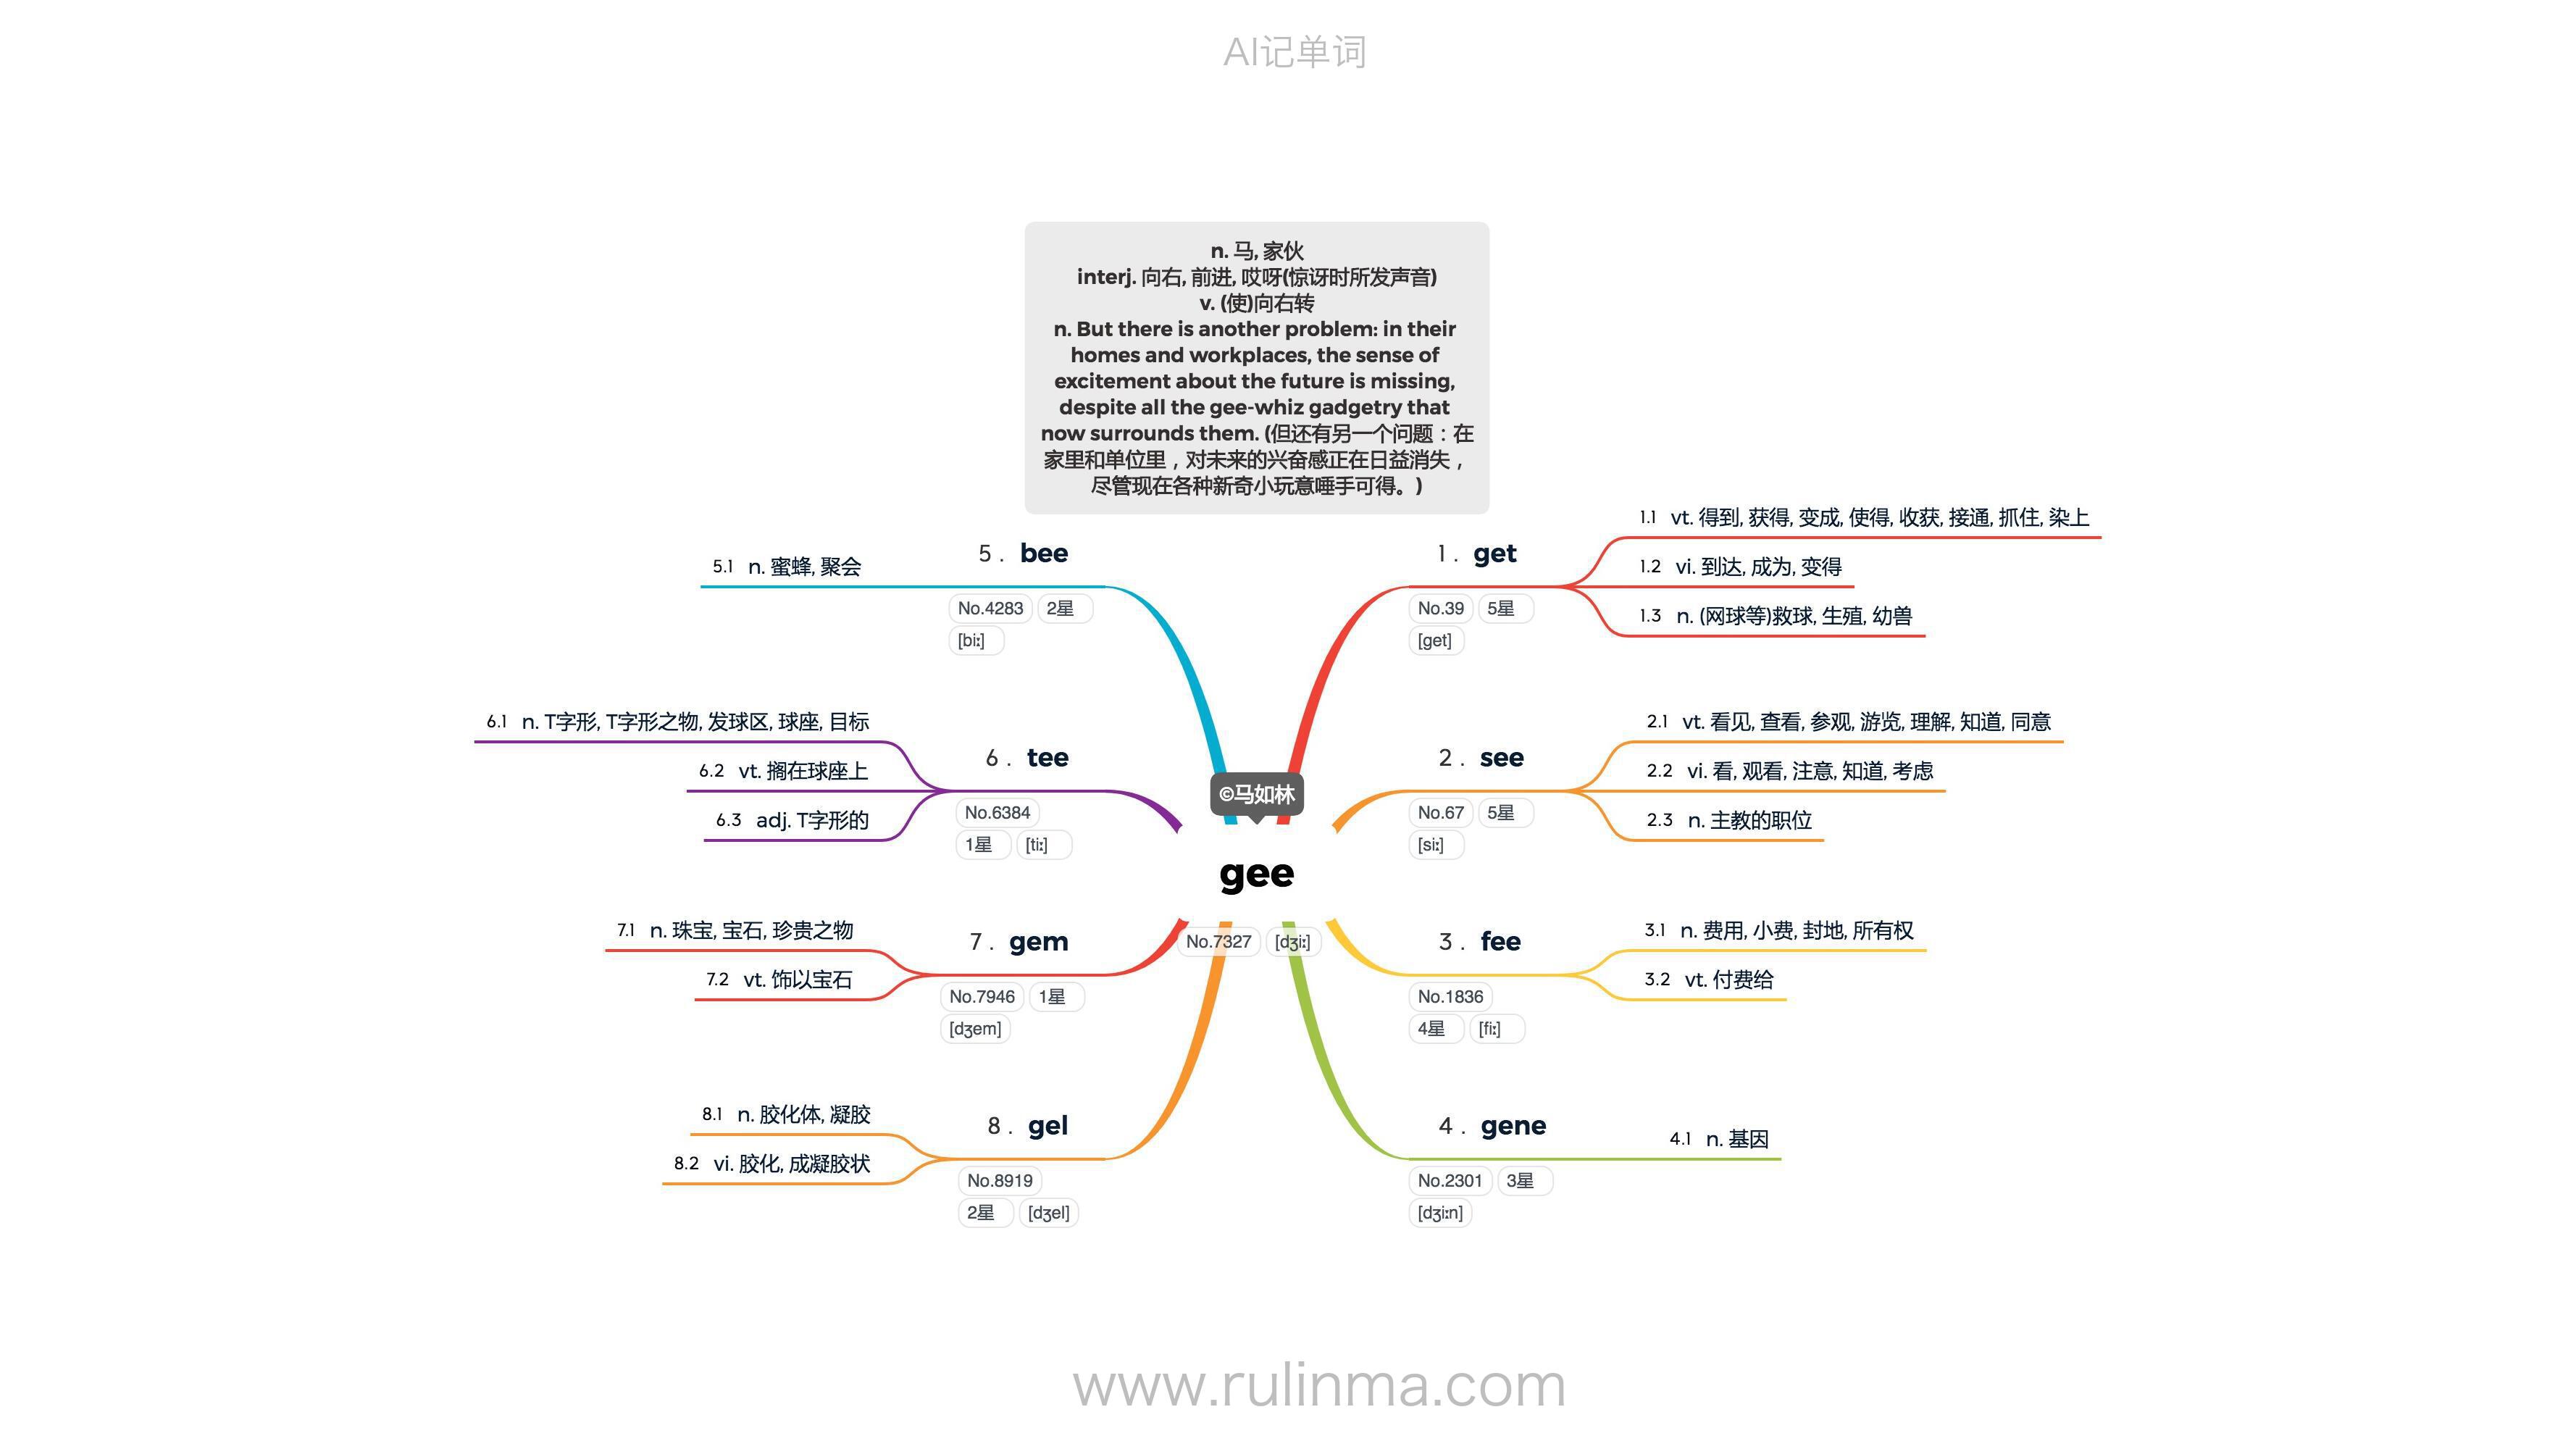 AI记单词
n. 马, 家伙
interj. 向右, 前进, 哎呀(惊讶时所发声音)
v. (使)向右转
n. But there is another problem: in their
homes and workplaces, the sense of
excitement about the future is missing,
despite all the gee-whiz gadgetry that
now surrounds them. (但还有另一个问题：在
家里和单位里，对未来的兴奋感正在日益消失，
尽管现在各种新奇小玩意唾手可得。)
©马如林
gee
No.7327 [dʒiː]
1. get
No.39 5星
[get]
1.1 vt. 得到, 获得, 变成, 使得, 收获, 接通, 抓住, 染上
1.2 vi. 到达, 成为, 变得
1.3 n. (网球等)救球, 生殖, 幼兽
2. see
No.67 5星
[siː]
2.1 vt. 看见, 查看, 参观, 游览, 理解, 知道, 同意
2.2 vi. 看, 观看, 注意, 知道, 考虑
2.3 n. 主教的职位
3. fee
No.1836
4星 [fiː]
3.1 n. 费用, 小费, 封地, 所有权
3.2 vt. 付费给
4. gene
No.2301 3星
[dʒiːn]
4.1 n. 基因
5. bee
No.4283 2星
[biː]
5.1 n. 蜜蜂, 聚会
6. tee
No.6384
1星 [tiː]
6.1 n. T字形, T字形之物, 发球区, 球座, 目标
6.2 vt. 搁在球座上
6.3 adj. T字形的
7. gem
No.7946 1星
[dʒem]
7.1 n. 珠宝, 宝石, 珍贵之物
7.2 vt. 饰以宝石
8. gel
No.8919
2星 [dʒel]
8.1 n. 胶化体, 凝胶
8.2 vi. 胶化, 成凝胶状
www.rulinma.com